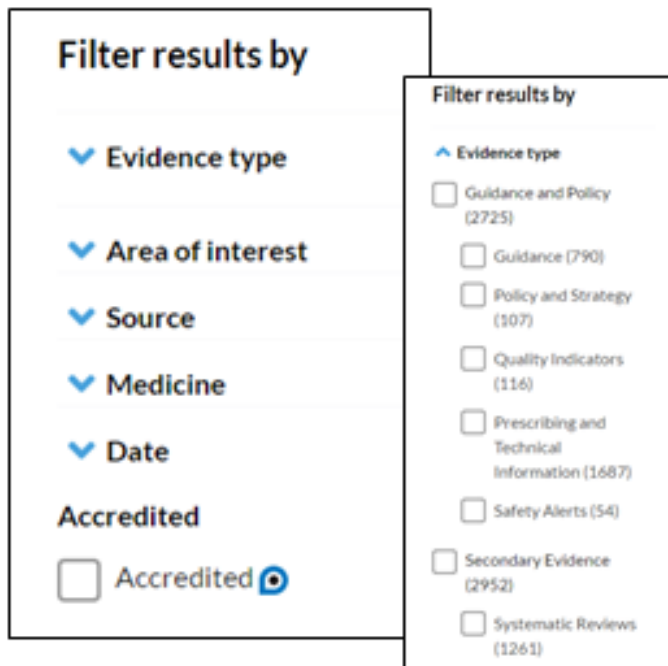 Filter results by
Evidence type
Area of interest
Source
Medicine
Date
Accredited
Accredited
Filter results by
Evidence type
Guidance and Policy
(2725)
Guidance (790)
Policy and Strategy
(107)
Quality Indicators
(116)
Prescribing and
Technical
Information (1687)
Safety Alerts (54)
Secondary Evidence
(2952)
Systematic Reviews
(1261)